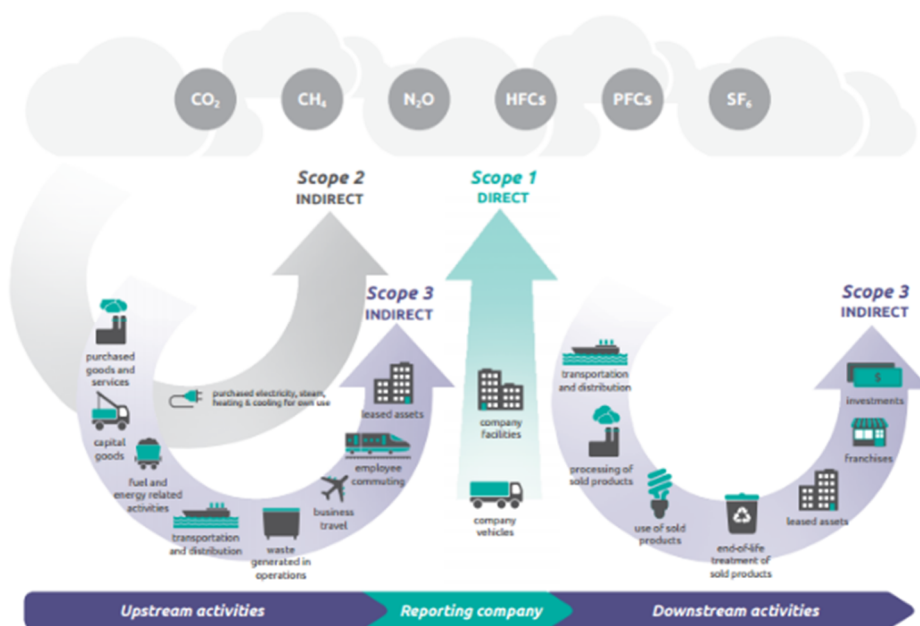 CO₂
CH₄
N₂O
HFCs
PFCs
SF₆
Scope 2
INDIRECT
Scope 1
DIRECT
Scope 3
INDIRECT
Scope 3
INDIRECT
purchased
goods and
services
capital
goods
fuel and
energy related
activities
transportation
and distribution
waste
generated in
operations
business
travel
employee
commuting
leased assets
purchased electricity, steam,
heating & cooling for own use
company
facilities
company
vehicles
transportation
and distribution
processing of
sold products
use of sold
products
end-of-life
treatment of
sold products
leased assets
franchises
investments
$
Upstream activities
Reporting company
Downstream activities